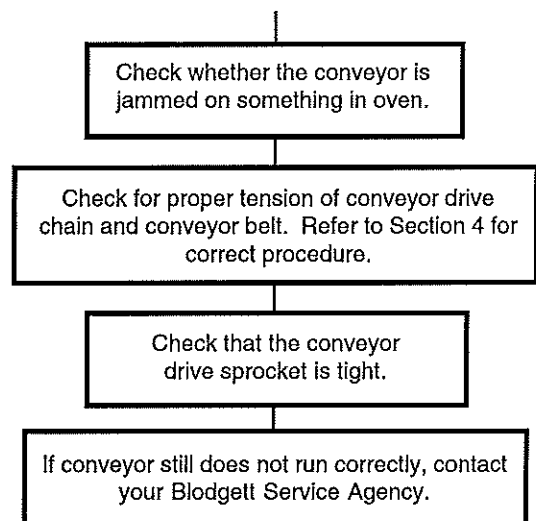 Check whether the conveyor is
jammed on something in oven.
Check for proper tension of conveyor drive
chain and conveyor belt. Refer to Section 4 for
correct procedure.
Check that the conveyor
drive sprocket is tight.
If conveyor still does not run correctly, contact
your Blodgett Service Agency.